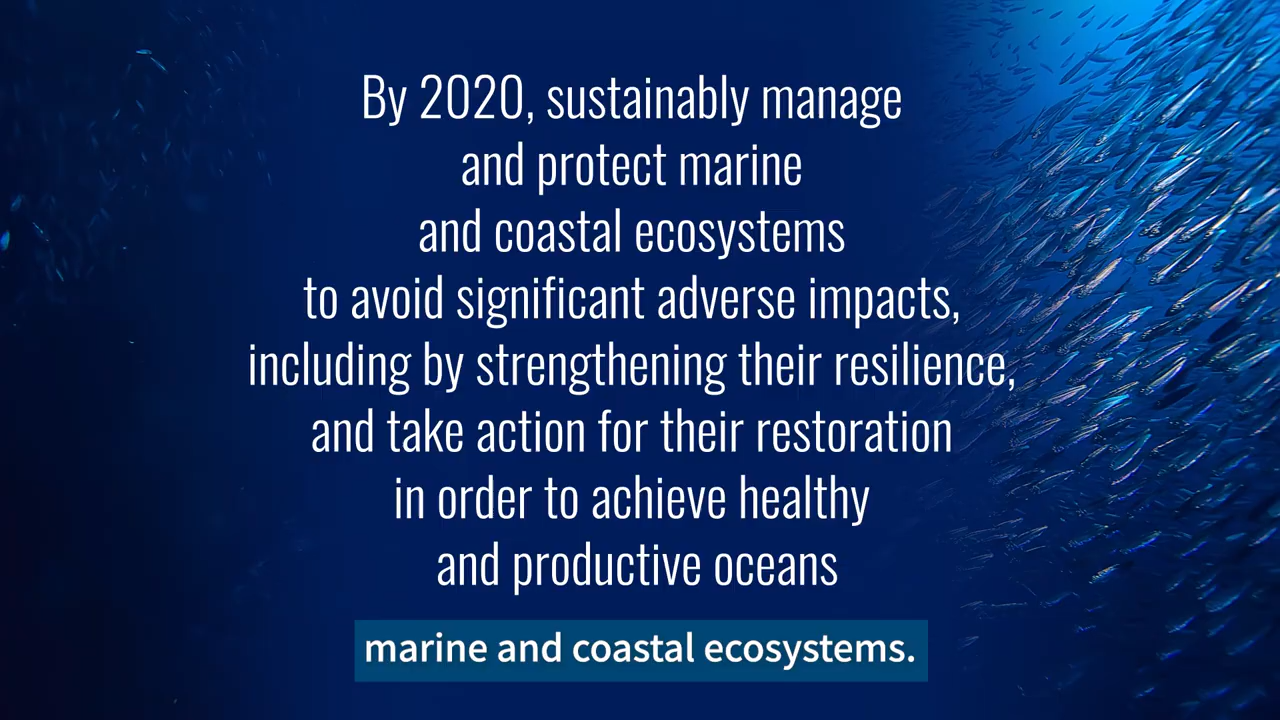 By 2020, sustainably manage
and protect marine
and coastal ecosystems
to avoid significant adverse impacts,
including by strengthening their resilience,
and take action for their restoration
in order to achieve healthy
and productive oceans
marine and coastal ecosystems.